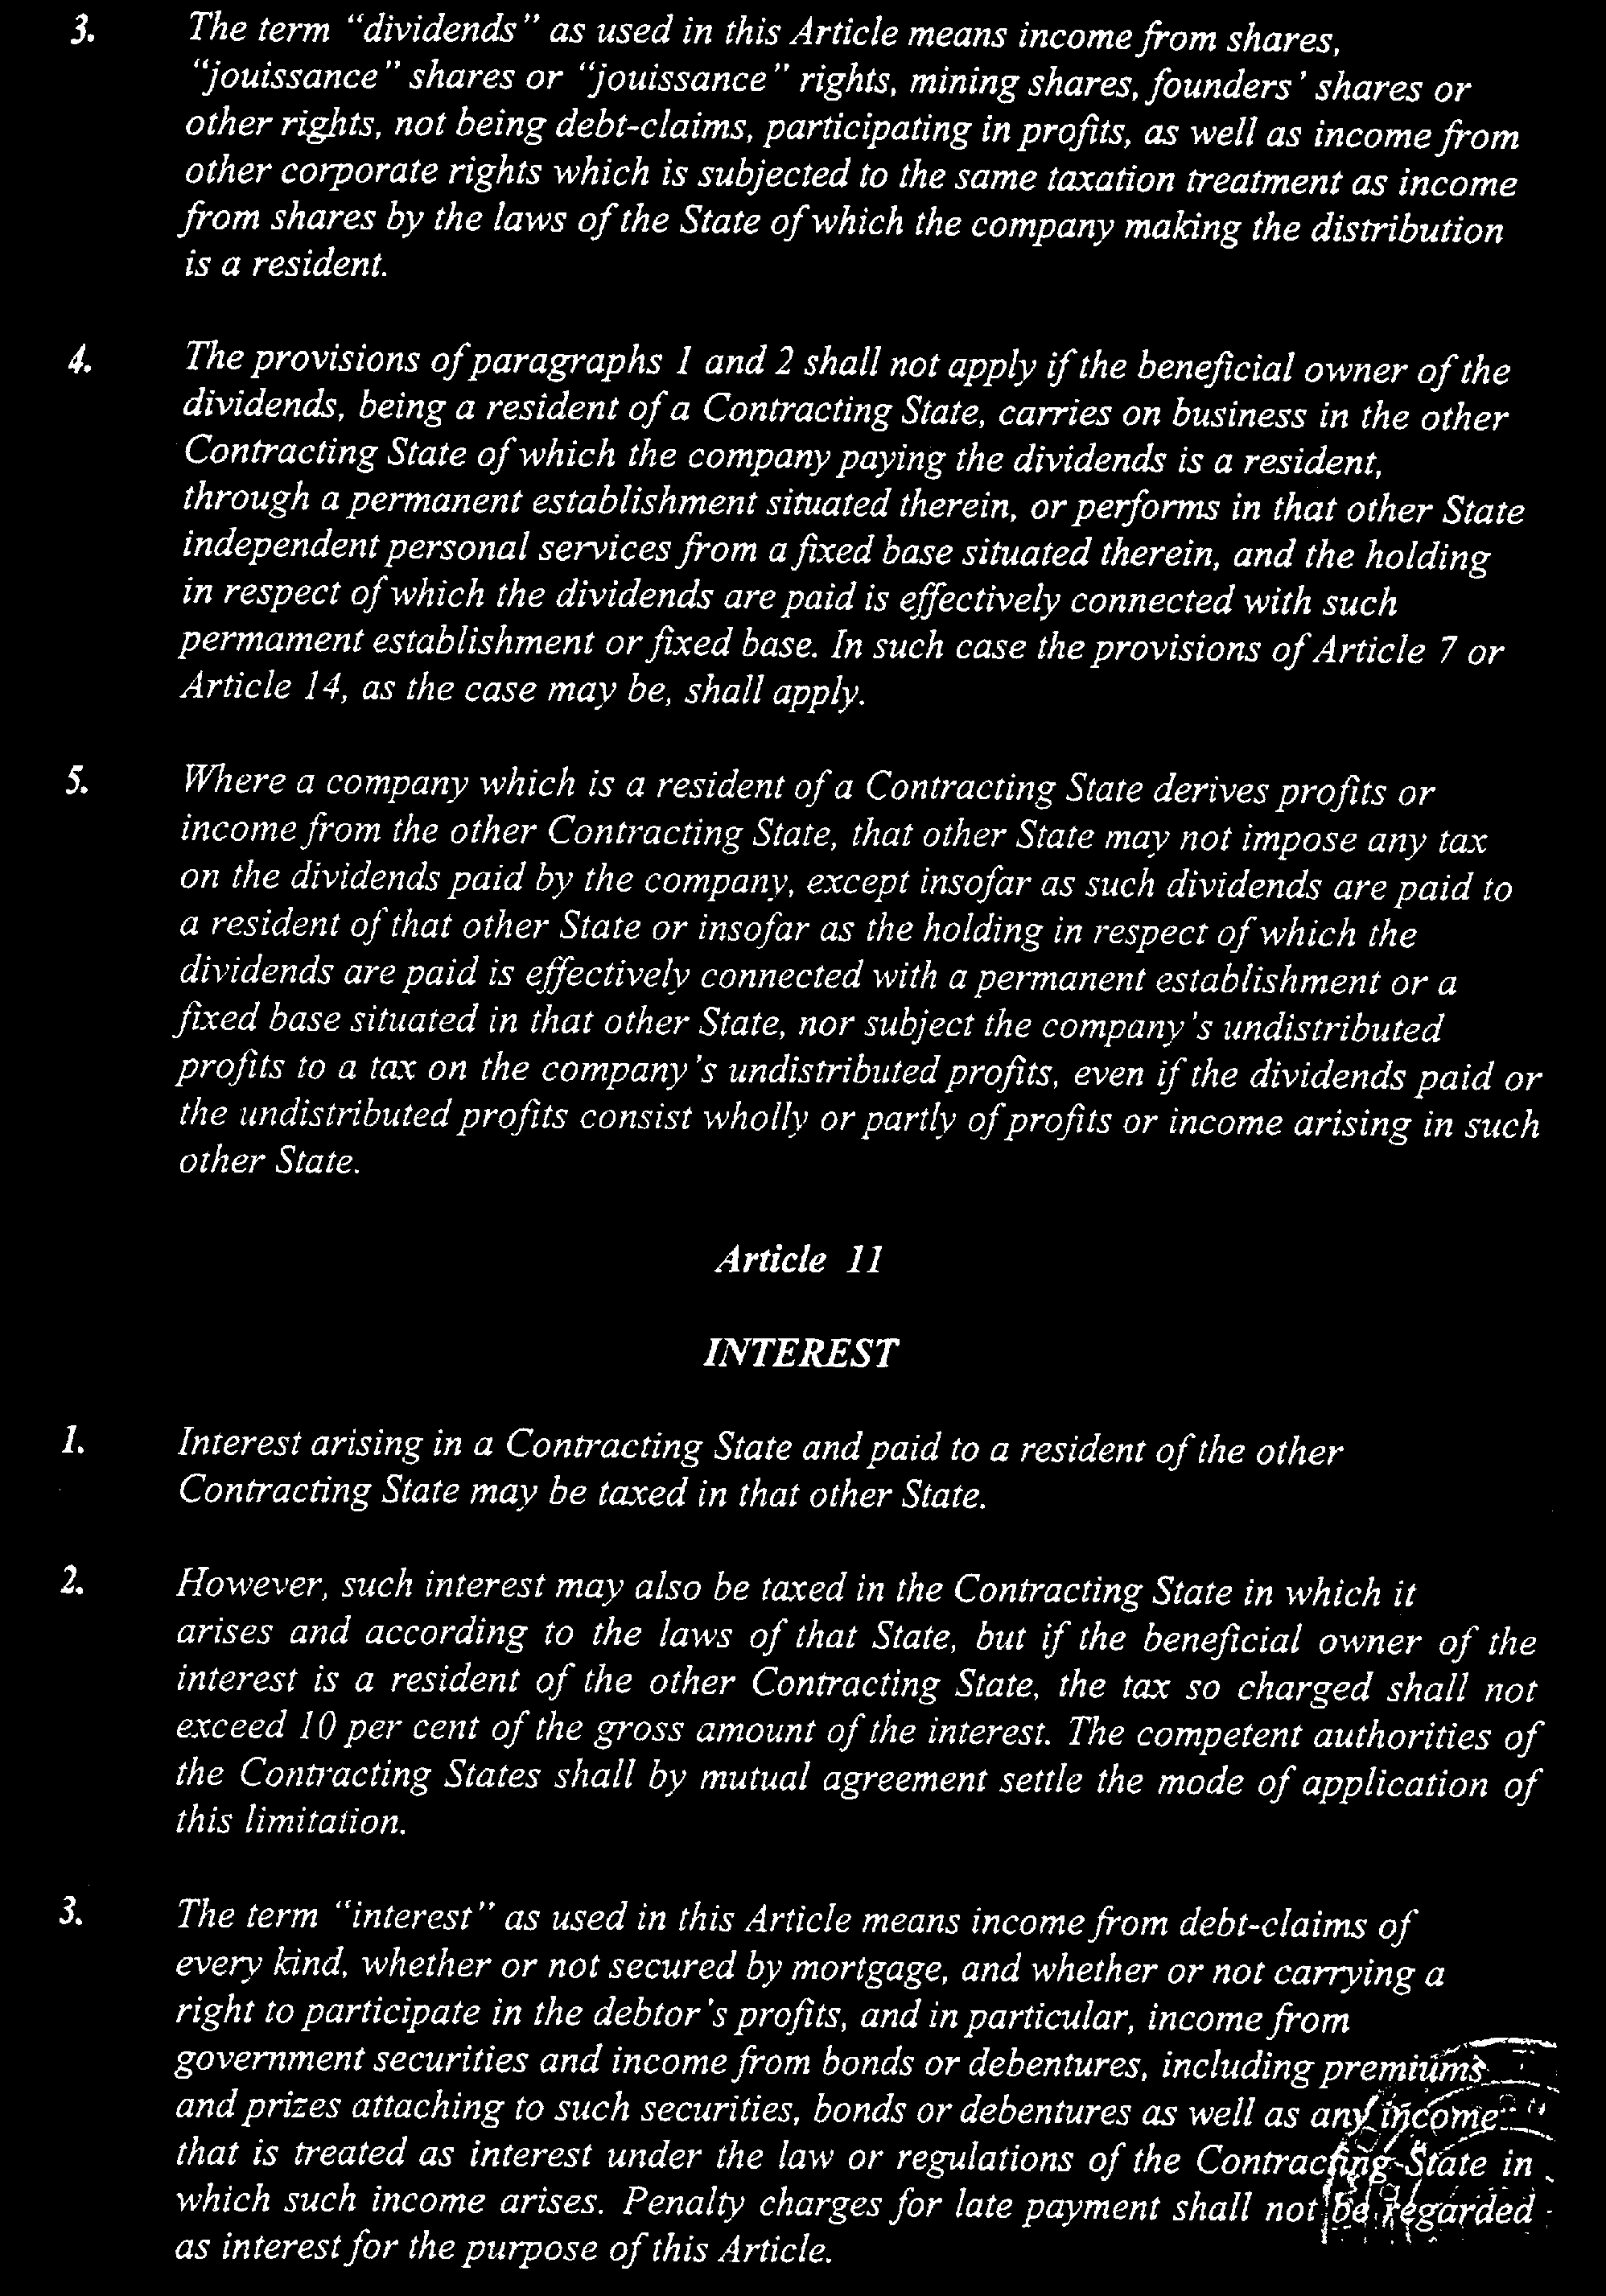 3. The term "dividends" as used in this Article means income from shares,
"jouissance" shares or "jouissance" rights, mining shares, founders' shares or
other rights, not being debt-claims, participating in profits, as well as income from
other corporate rights which is subjected to the same taxation treatment as income
from shares by the laws of the State of which the company making the distribution
is a resident.
4. The provisions of paragraphs 1 and 2 shall not apply if the beneficial owner of the
dividends, being a resident of a Contracting State, carries on business in the other
Contracting State of which the company paying the dividends is a resident,
through a permanent establishment situated therein, or performs in that other State
independent personal services from a fixed base situated therein, and the holding
in respect of which the dividends are paid is effectively connected with such
permament establishment or fixed base. In such case the provisions of Article 7 or
Article 14, as the case may be, shall apply.
5. Where a company which is a resident of a Contracting State derives profits or
income from the other Contracting State, that other State may not impose any tax
on the dividends paid by the company, except insofar as such dividends are paid to
a resident of that other State or insofar as the holding in respect of which the
dividends are paid is effectively connected with a permanent establishment or a
fixed base situated in that other State, nor subject the company's undistributed
profits to a tax on the company's undistributed profits, even if the dividends paid or
the undistributed profits consist wholly or partly of profits or income arising in such
other State.
Article 11
INTEREST
1. Interest arising in a Contracting State and paid to a resident of the other
Contracting State may be taxed in that other State.
2. However, such interest may also be taxed in the Contracting State in which it
arises and according to the laws of that State, but if the beneficial owner of the
interest is a resident of the other Contracting State, the tax so charged shall not
exceed 10 per cent of the gross amount of the interest. The competent authorities of
the Contracting States shall by mutual agreement settle the mode of application of
this limitation.
3. The term "interest" as used in this Article means income from debt-claims of
every kind, whether or not secured by mortgage, and whether or not carrying a
right to participate in the debtor's profits, and in particular, income from
government securities and income from bonds or debentures, including premiums
and prizes attaching to such securities, bonds or debentures as well as any income
that is treated as interest under the law or regulations of the Contracting State in
which such income arises. Penalty charges for late payment shall not be regarded
as interest for the purpose of this Article.